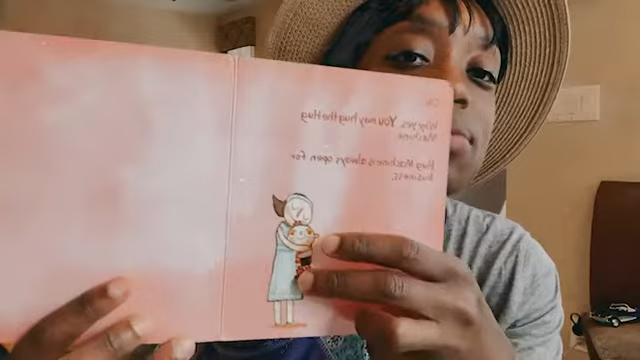 Why yes. You may hug the Hug
Machine.
Hug Machine is always open for
business.